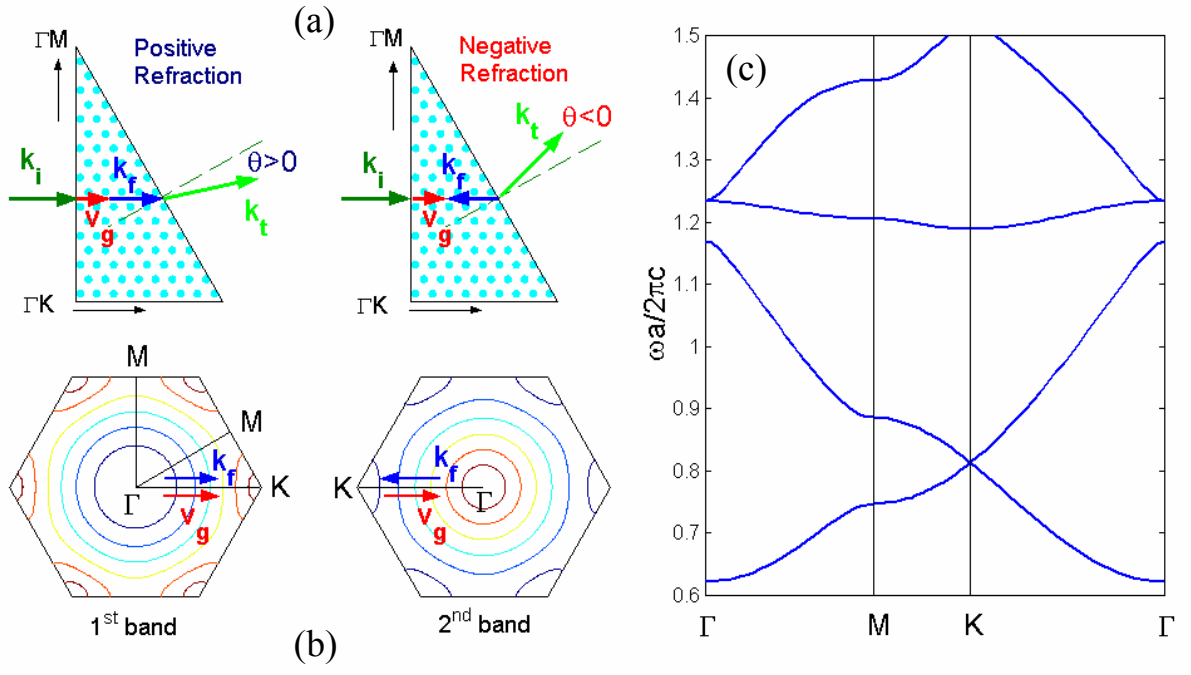 (a)
ΓM
Positive
Refraction
k_i
k_f
θ>0
v_g
k_t
ΓK
ΓM
Negative
Refraction
k_t
θ<0
k_i
k_f
v_g
ΓK
M
M
k_f
Γ
K
v_g
1st band
K
k_f
Γ
v_g
2nd band
(b)
(c)
1.5
1.4
1.3
1.2
1.1
1
0.9
0.8
0.7
0.6
ωa/2πc
Γ
M
K
Γ